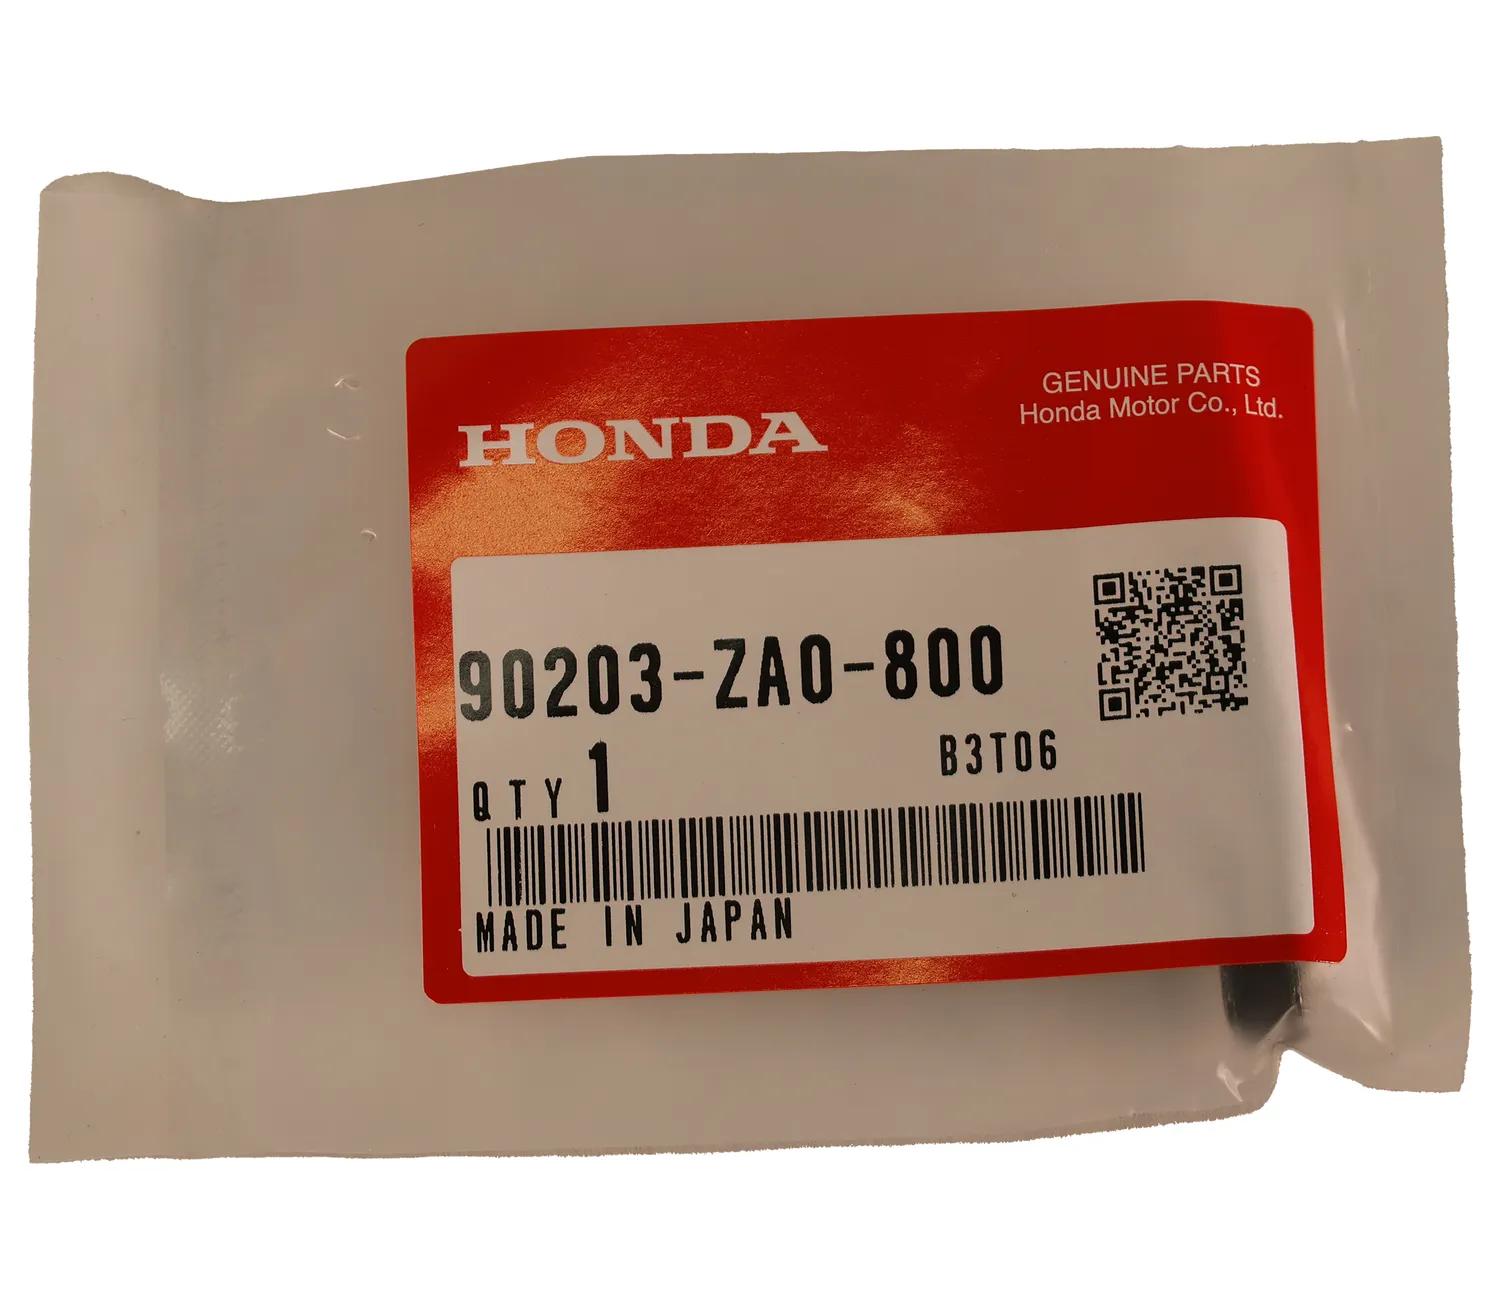 HONDA
GENUINE PARTS
Honda Motor Co., Ltd.
90203-ZA0-800
QTY 1
B3T06
MADE IN JAPAN